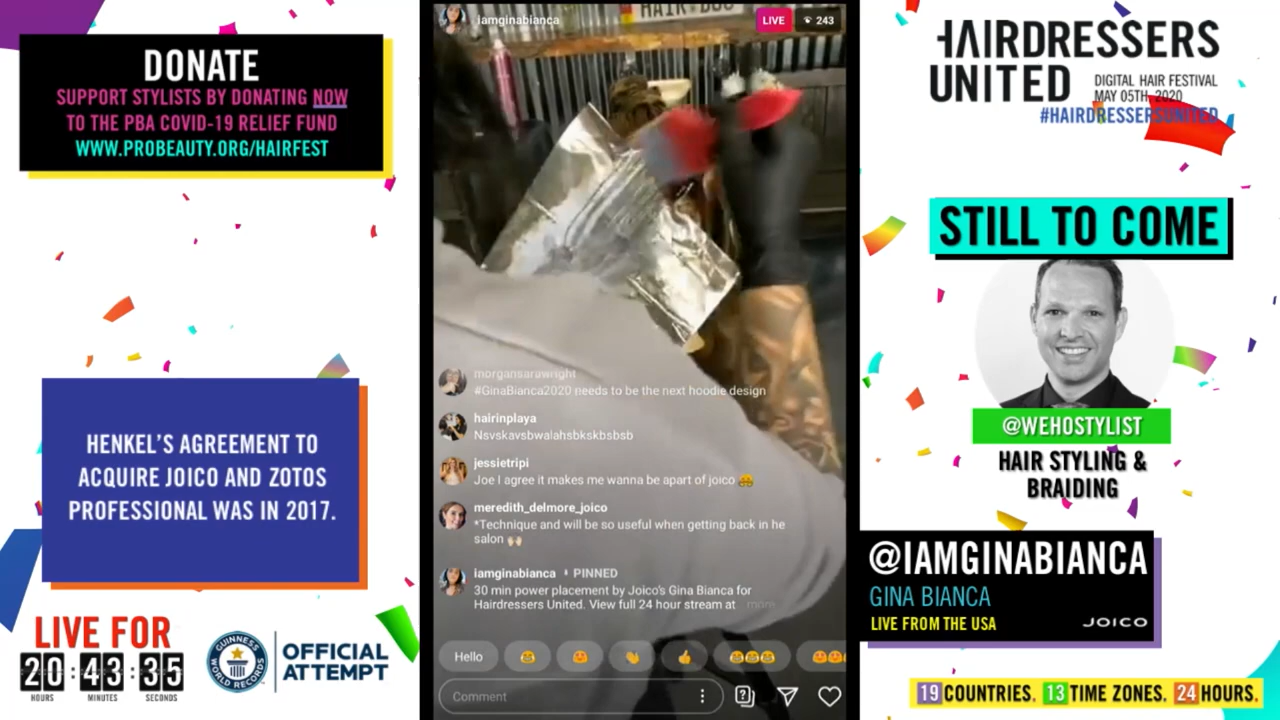 DONATE
SUPPORT STYLISTS BY DONATING NOW
TO THE PBA COVID-19 RELIEF FUND
WWW.PROBEAUTY.ORG/HAIRFEST
HENKEL'S AGREEMENT TO
ACQUIRE JOICO AND ZOTOS
PROFESSIONAL WAS IN 2017.
LIVE FOR
20:43:35
HOURS MINUTES SECONDS
GUINNESS WORLD RECORDS
OFFICIAL
ATTEMPT
iamginabianca
LIVE 243
HAIR
morgansarawright
#GinaBianca2020 needs to be the next hoodie design
hairinplaya
Nsvskavsbwalahsbkskbsbsb
jessietripi
Joe I agree it makes me wanna be apart of joico
meredith_delmore_joico
*Technique and will be so useful when getting back in he
salon 🙌🏻
iamginabianca PINNED
30 min power placement by Joico's Gina Bianca for
Hairdressers United. View full 24 hour stream at more
Hello
Comment
HAIRDRESSERS
UNITED
DIGITAL HAIR FESTIVAL
MAY 05TH, 2020
#HAIRDRESSERSUNITED
STILL TO COME
@WEHOSTYLIST
HAIR STYLING &
BRAIDING
@IAMGINABIANCA
GINA BIANCA
LIVE FROM THE USA
JOICO
19 COUNTRIES. 13 TIME ZONES. 24 HOURS.